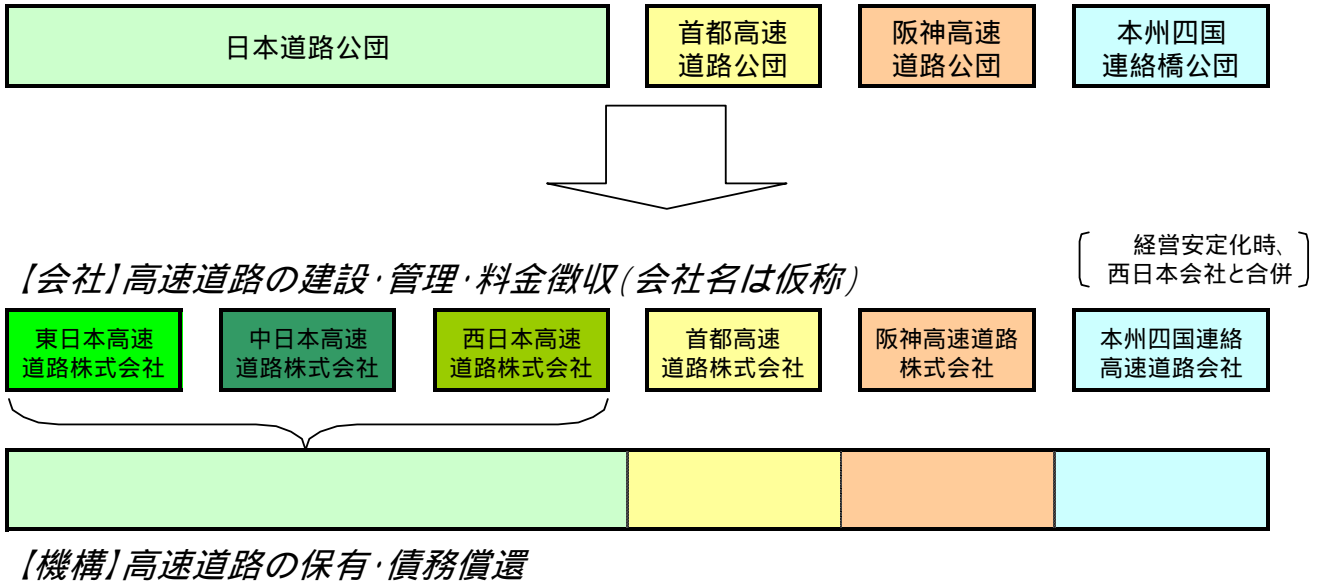 日本道路公団
首都高速
道路公団
阪神高速
道路公団
本州四国
連絡橋公団
経営安定化時、
西日本会社と合併
【会社】高速道路の建設・管理・料金徴収(会社名は仮称)
東日本高速
道路株式会社
中日本高速
道路株式会社
西日本高速
道路株式会社
首都高速
道路株式会社
阪神高速道路
株式会社
本州四国連絡
高速道路会社
【機構】高速道路の保有・債務償還